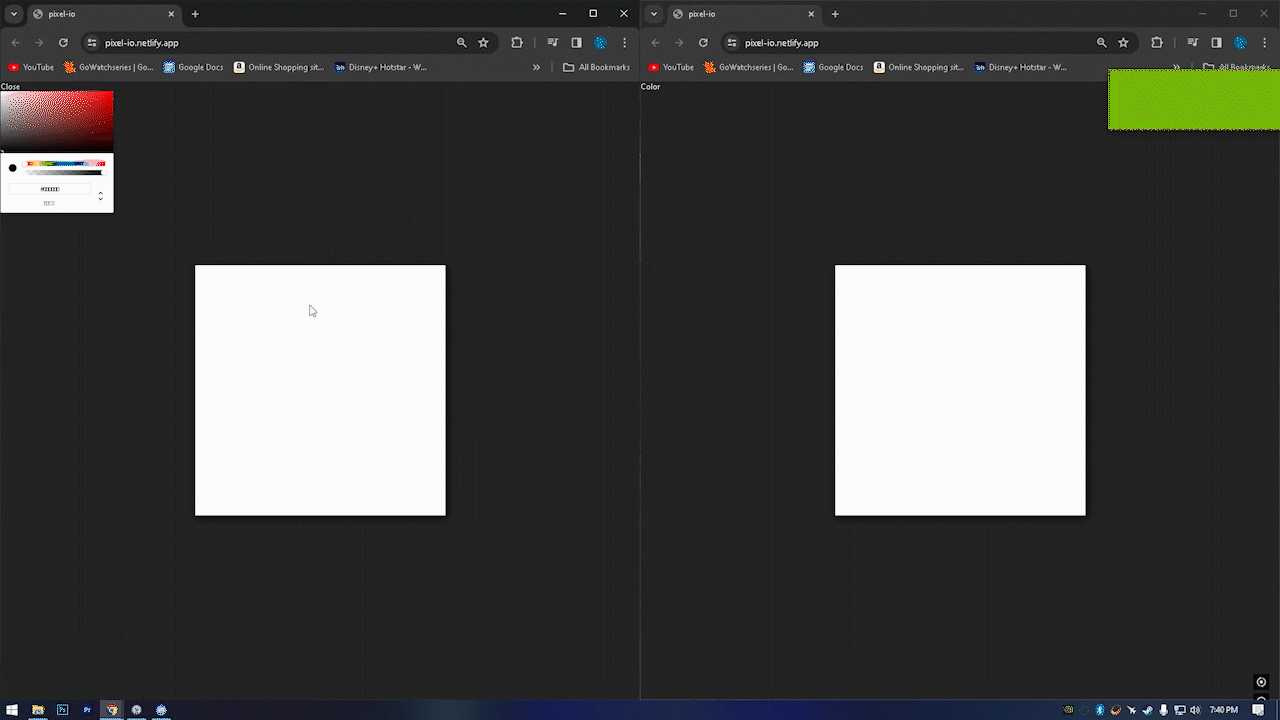 pixel-io
pixel-io.netlify.app
YouTube
GoWatchseries | Go...
Google Docs
Online Shopping sit...
Disney+ Hotstar - W...
All Bookmarks
Close
pixel-io
pixel-io.netlify.app
YouTube
GoWatchseries | Go...
Google Docs
Online Shopping sit...
Disney+ Hotstar - W...
All Bookmarks
Color
7:40 PM